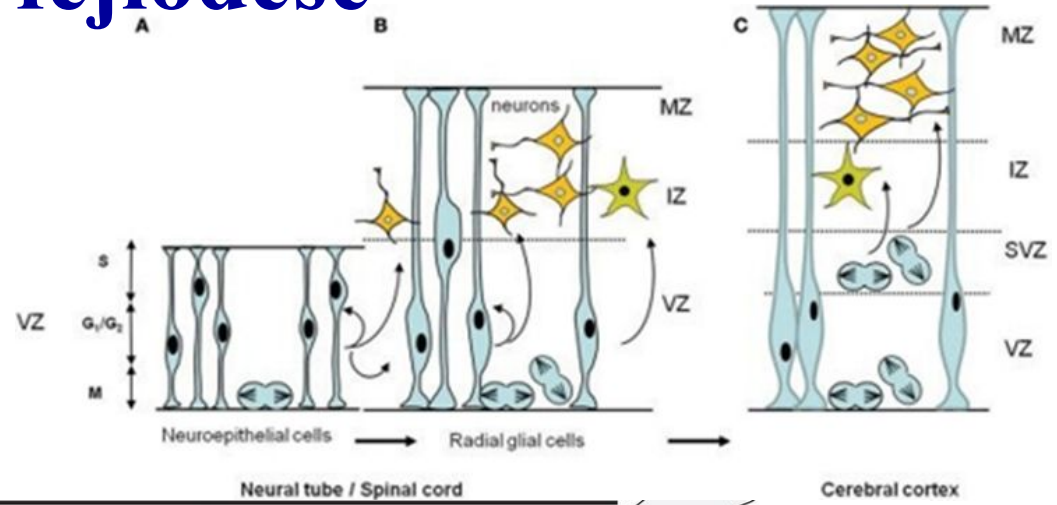 fejlődése
A
B
C
neurons
MZ
IZ
VZ
MZ
IZ
SVZ
VZ
VZ
S
G₁/G₂
M
Neuroepithelial cells
Radial glial cells
Neural tube / Spinal cord
Cerebral cortex